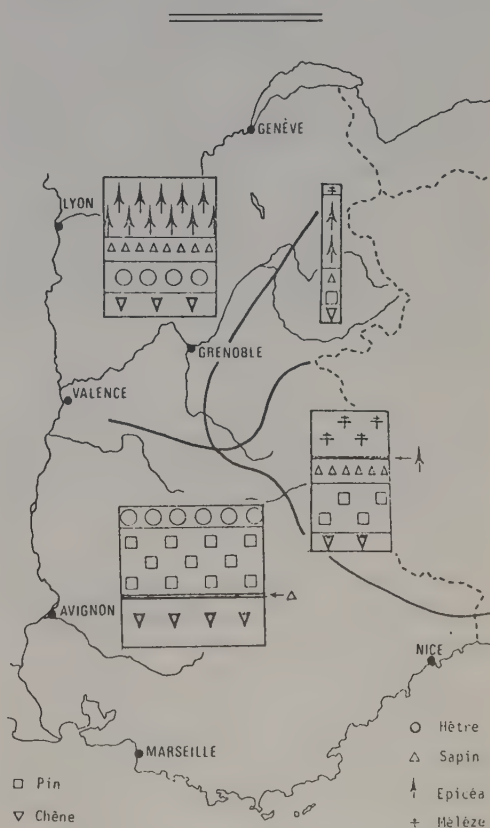 GENÈVE
LYON
GRENOBLE
VALENCE
AVIGNON
NICE
MARSEILLE
Hêtre
Sapin
Epicéa
Mélèze
Pin
Chêne